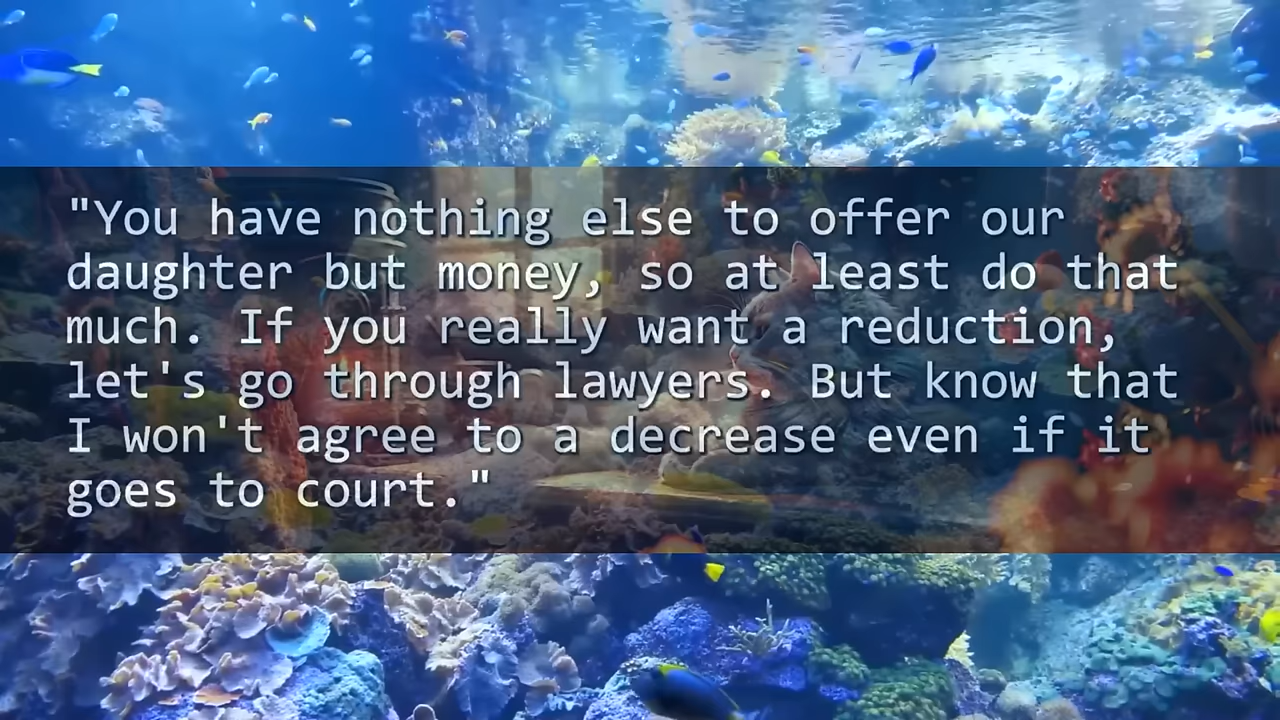 "You have nothing else to offer our
daughter but money, so at least do that
much. If you really want a reduction,
let's go through lawyers. But know that
I won't agree to a decrease even if it
goes to court."